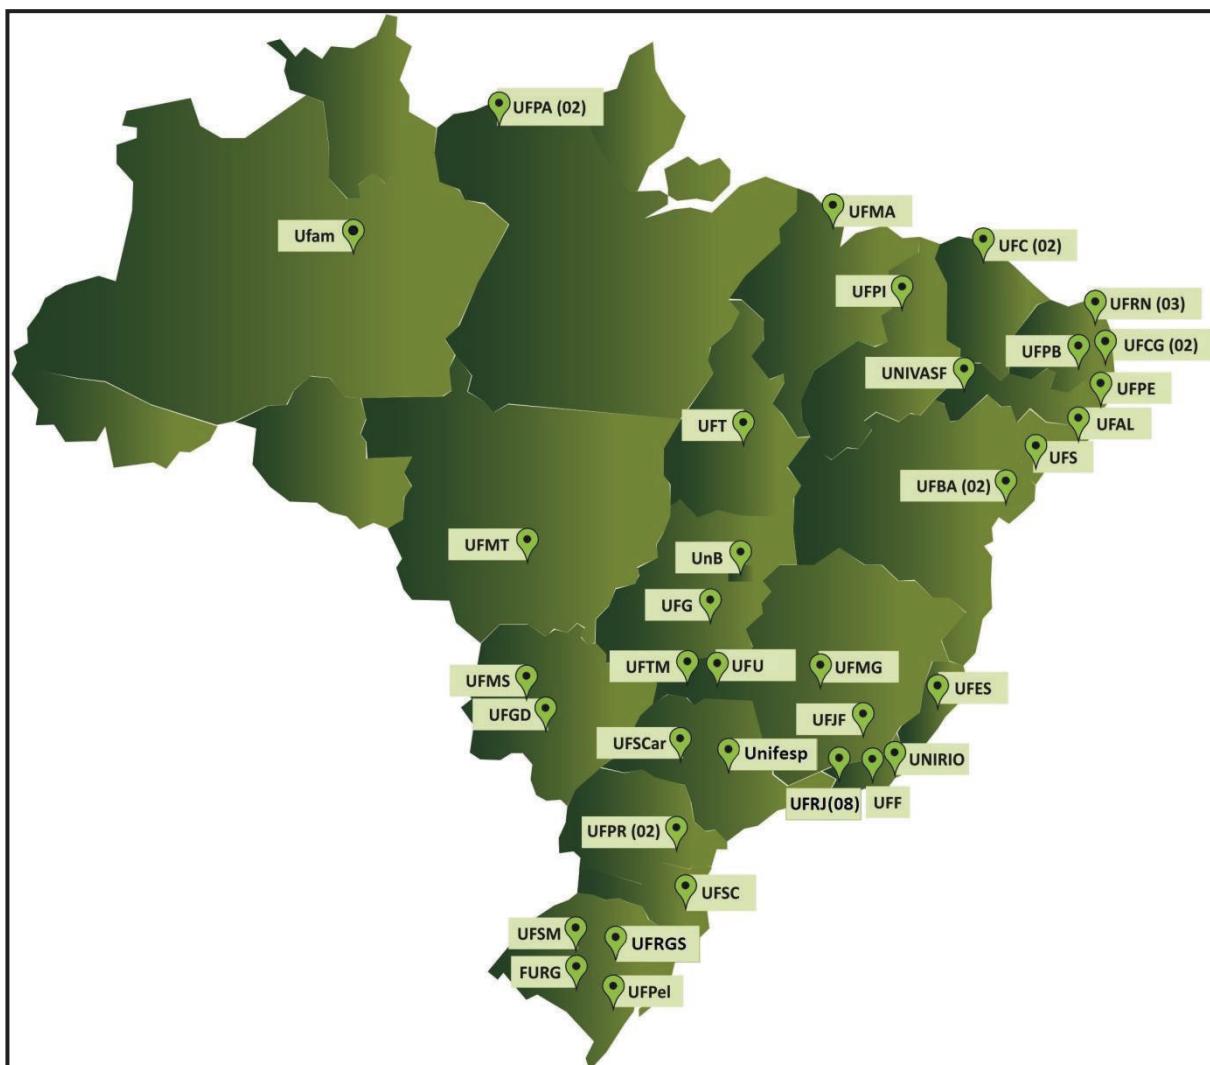 UFPA (02)
UFMA
Ufam
UFC (02)
UFPI
UFRN (03)
UFPB
UFCG (02)
UNIVASF
UFPE
UFT
UFAL
UFS
UFBA (02)
UFMT
UnB
UFG
UFTM
UFU
UFMG
UFMS
UFES
UFGD
UFJF
UFSCar
Unifesp
UNIRIO
UFRJ(08)
UFF
UFPR (02)
UFSC
UFSM
UFRGS
FURG
UFPel